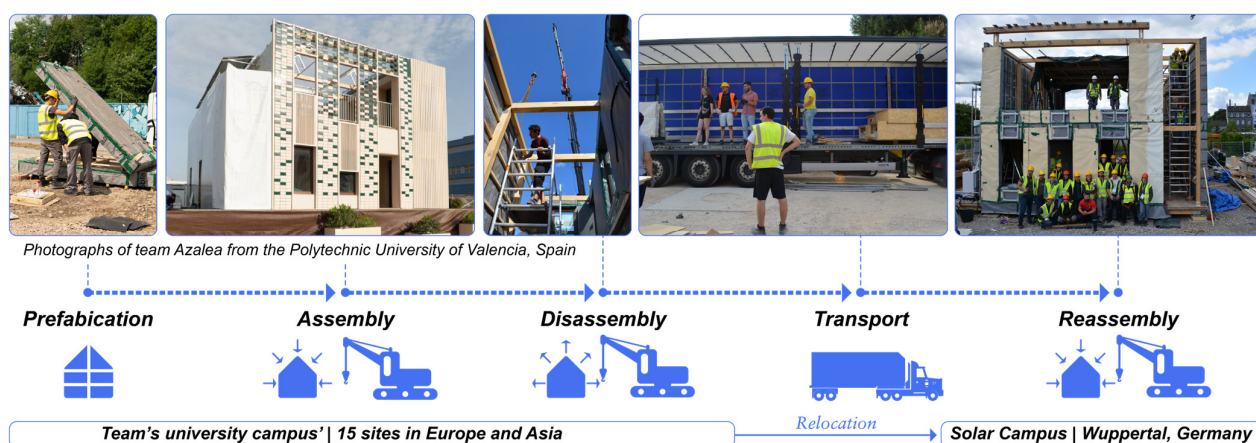 Photographs of team Azalea from the Polytechnic University of Valencia, Spain
Prefabication
Assembly
Disassembly
Transport
Reassembly
Team's university campus' | 15 sites in Europe and Asia
Relocation
Solar Campus | Wuppertal, Germany